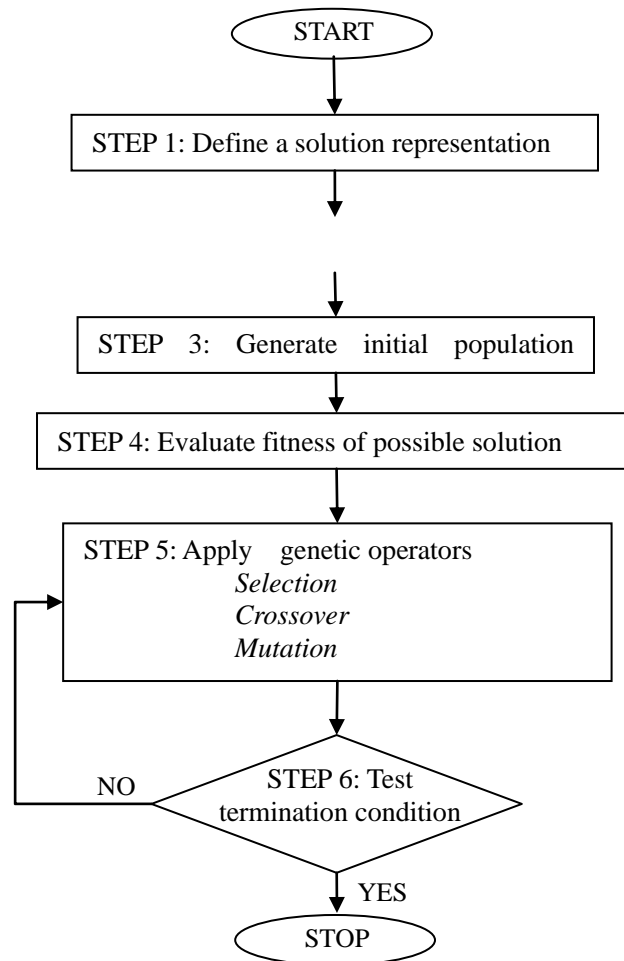 START
STEP 1: Define a solution representation
STEP 3: Generate initial population
STEP 4: Evaluate fitness of possible solution
STEP 5: Apply genetic operators
Selection
Crossover
Mutation
STEP 6: Test
termination condition
NO
YES
STOP